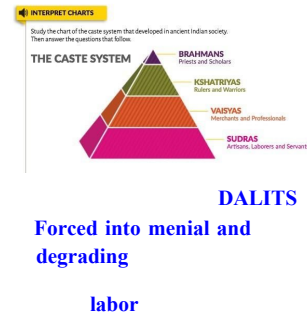 INTERPRET CHARTS
Study the chart of the caste system that developed in ancient Indian society.
Then answer the questions that follow.
THE CASTE SYSTEM
BRAHMANS
Priests and Scholars
KSHATRIYAS
Rulers and Warriors
VAISYAS
Merchants and Professionals
SUDRAS
Artisans, Laborers and Servant
DALITS
Forced into menial and
degrading
labor